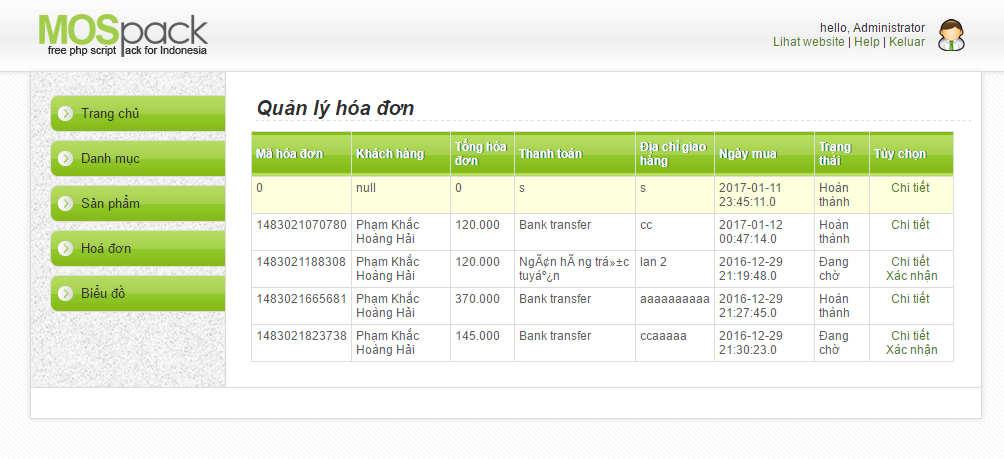 MOSpack
free php script pack for Indonesia
hello, Administrator
Lihat website | Help | Keluar
Trang chủ
Danh mục
Sản phẩm
Hoá đơn
Biểu đồ
Quản lý hóa đơn
Mã hóa đơn Khách hàng Tổng hóa đơn Thanh toán Địa chỉ giao hàng Ngày mua Trạng thái Tùy chọn
0 null 0 s s 2017-01-11 Hoàn Chi tiết
23:45:11.0 thành
1483021070780 Phạm Khắc 120.000 Bank transfer cc 2017-01-12 Hoàn Chi tiết
Hoàng Hải 00:47:14.0 thành
1483021188308 Phạm Khắc 120.000 NgÃ¢n hÃ ng trá»±c lan 2 2016-12-29 Đang Chi tiết
Hoàng Hải tuyáº¿n 21:19:48.0 chờ Xác nhận
1483021665681 Phạm Khắc 370.000 Bank transfer aaaaaaaaaa 2016-12-29 Hoàn Chi tiết
Hoàng Hải 21:27:45.0 thành
1483021823738 Phạm Khắc 145.000 Bank transfer ccaaaaa 2016-12-29 Đang Chi tiết
Hoàng Hải 21:30:23.0 chờ Xác nhận